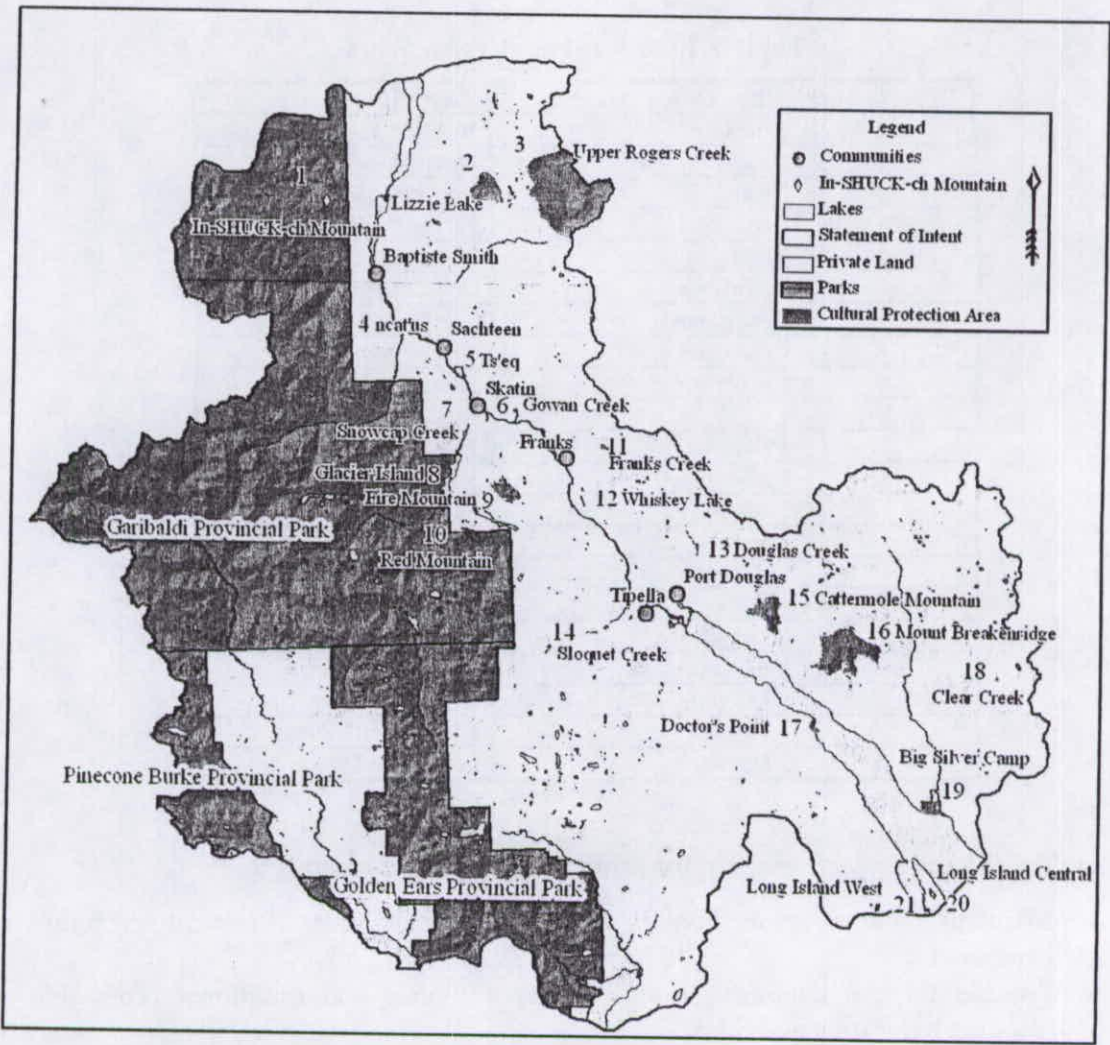 Legend
Communities
In-SHUCK-ch Mountain
Lakes
Statement of Intent
Private Land
Parks
Cultural Protection Area
1
In-SHUCK-ch Mountain
2
3
Upper Rogers Creek
Lizzie Lake
Baptiste Smith
4 ncat'us
Sachteen
5 Ts'eq
Skatin
7
6
Gowan Creek
Snowcap Creek
Franks
11
Franks Creek
Glacier Island 8
Fire Mountain 9
12 Whiskey Lake
Garibaldi Provincial Park
10
Red Mountain
13 Douglas Creek
Port Douglas
Tipella
15 Cattermole Mountain
14
Sloquet Creek
16 Mount Breakenridge
18
Clear Creek
Doctor's Point 17
Big Silver Camp
19
Pinecone Burke Provincial Park
Golden Ears Provincial Park
Long Island West
Long Island Central
21
20